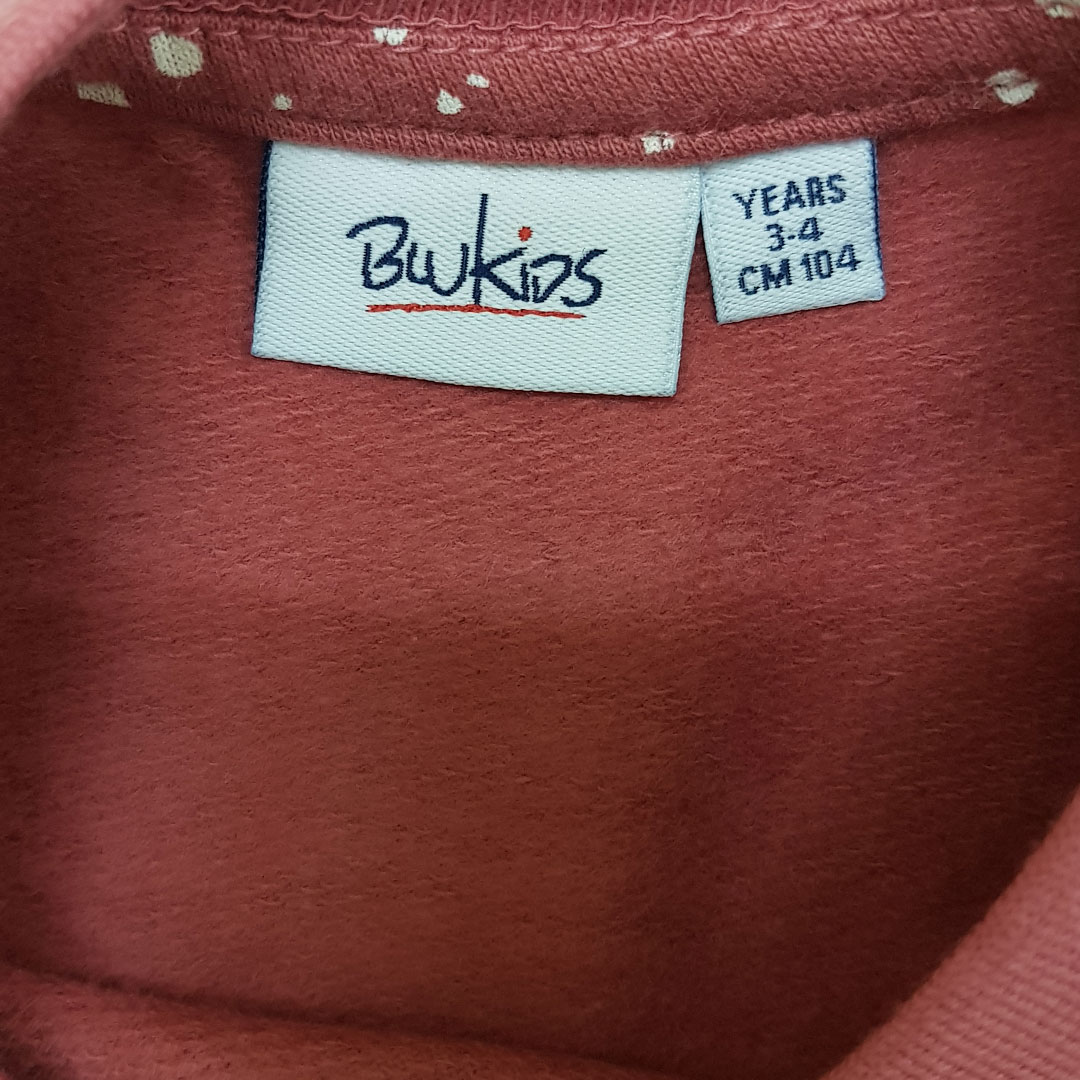 BWKIDS
YEARS
3-4
CM 104